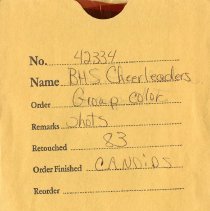 No. 42334
Name BHS Cheerleaders
Order Group color
Remarks shots
Retouched 83
Order Finished CANDIDS
Reorder